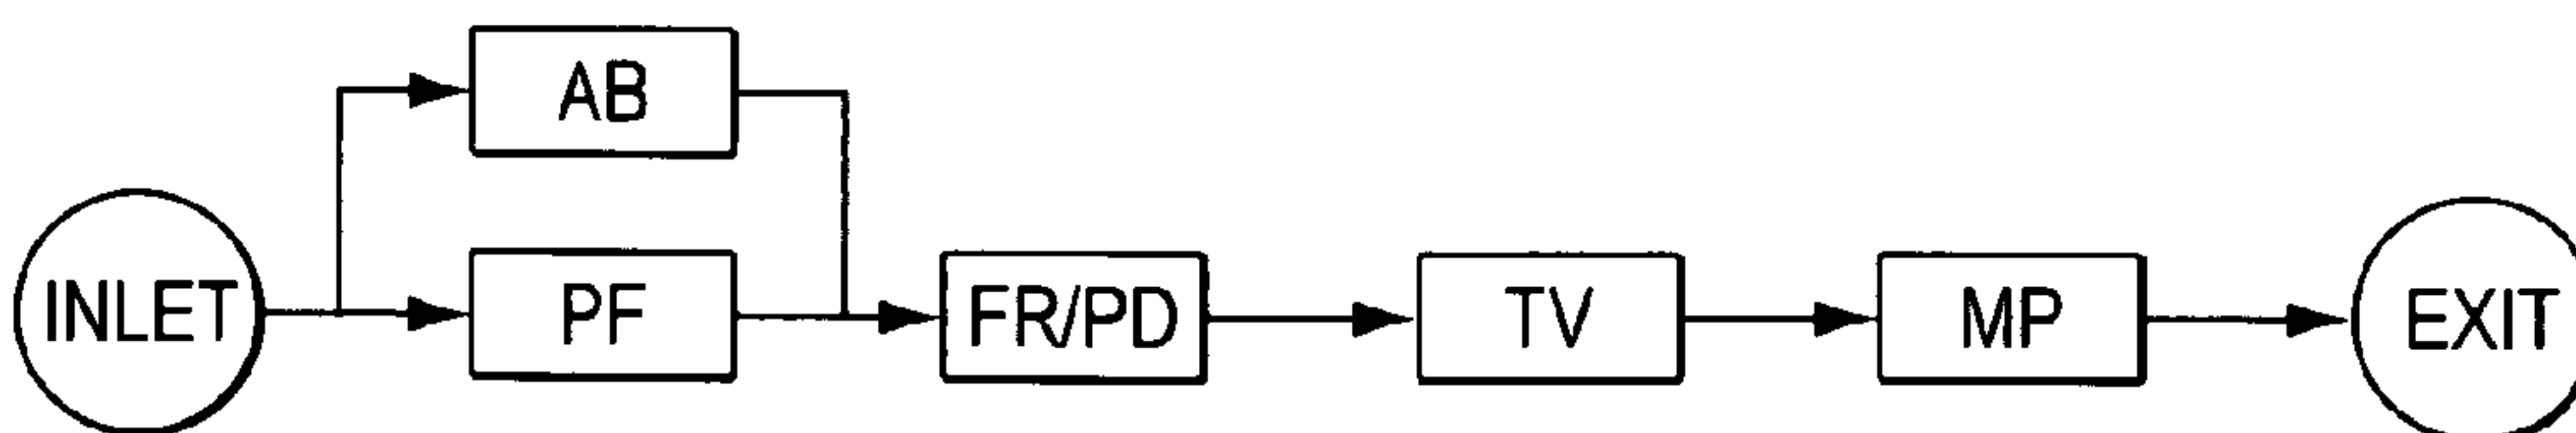 AB
INLET
PF
FR/PD
TV
MP
EXIT